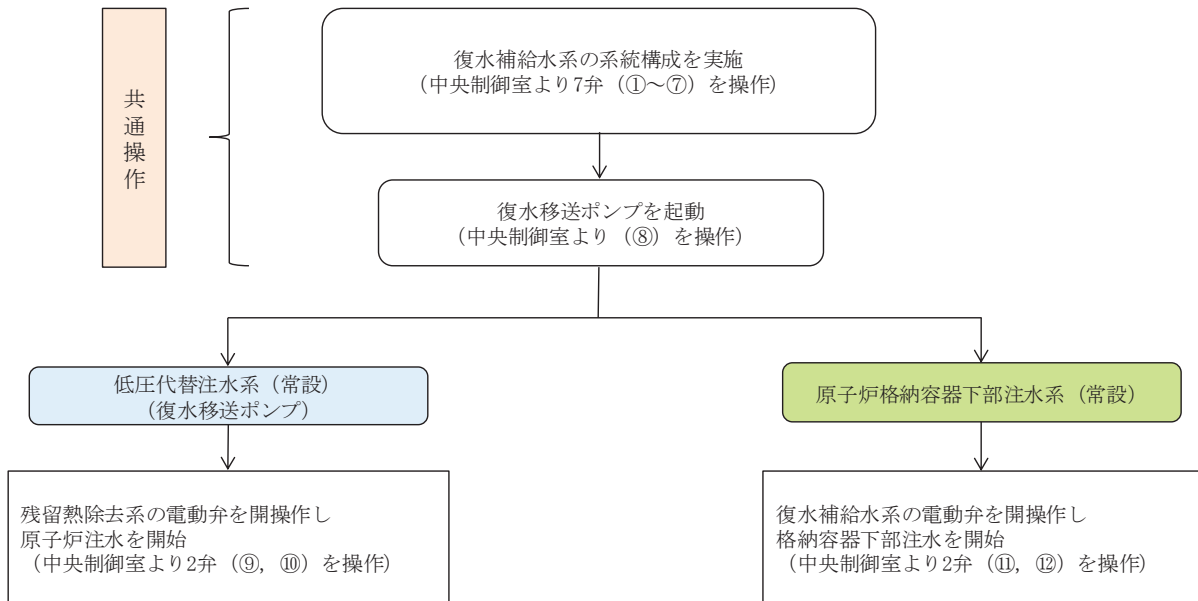 共通操作
復水補給水系の系統構成を実施
（中央制御室より7弁（①～⑦）を操作）
復水移送ポンプを起動
（中央制御室より（⑧）を操作）
低圧代替注水系（常設）
（復水移送ポンプ）
原子炉格納容器下部注水系（常設）
残留熱除去系の電動弁を開操作し
原子炉注水を開始
（中央制御室より2弁（⑨，⑩）を操作）
復水補給水系の電動弁を開操作し
格納容器下部注水を開始
（中央制御室より2弁（⑪，⑫）を操作）